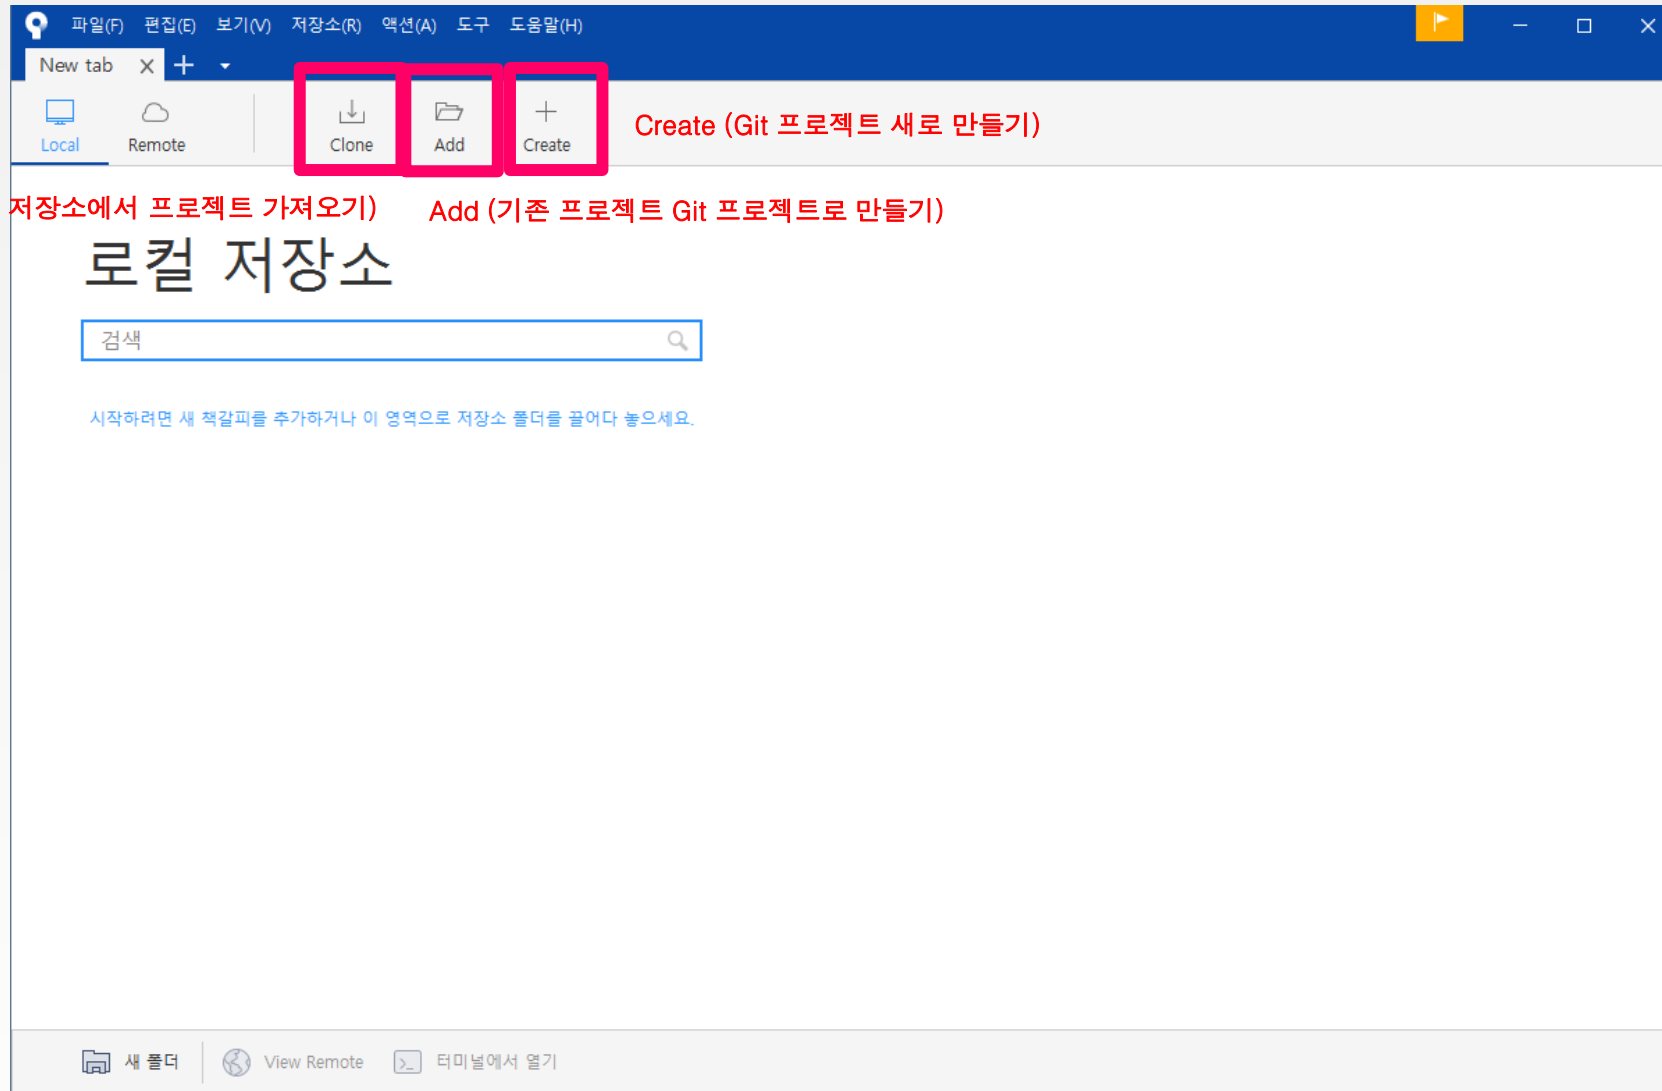 파일(F) 편집(E) 보기(V) 저장소(R) 액션(A) 도구 도움말(H)
New tab
Local Remote Clone Add Create Create (Git 프로젝트 새로 만들기)
저장소에서 프로젝트 가져오기) Add (기존 프로젝트 Git 프로젝트로 만들기)
로컬 저장소
검색
시작하려면 새 책갈피를 추가하거나 이 영역으로 저장소 폴더를 끌어다 놓으세요.
새 폴더 View Remote 터미널에서 열기